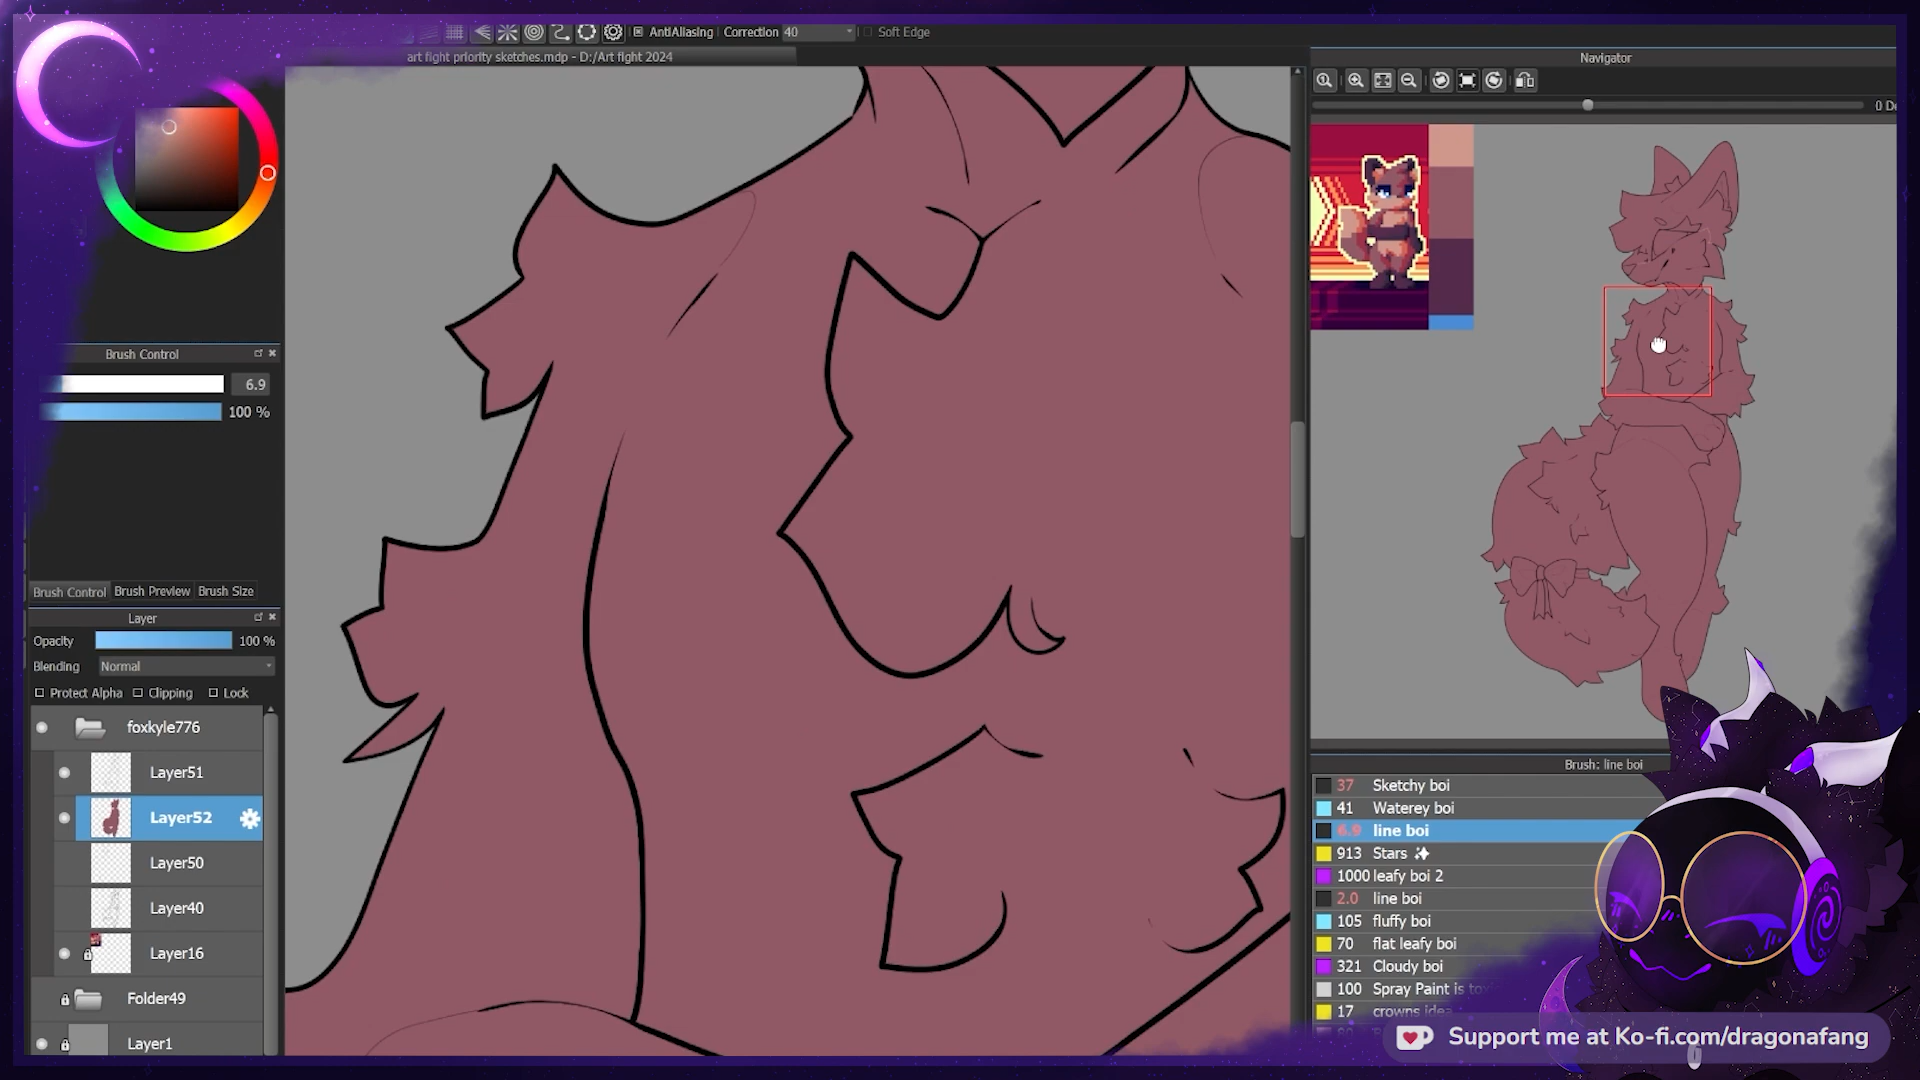 AntiAliasing Correction 40 Soft Edge
art fight priority sketches.mdp - D:/Art fight 2024
Navigator
0 De
Brush Control
6.9
100 %
Brush Control Brush Preview Brush Size
Layer
Opacity 100 %
Blending Normal
Protect Alpha Clipping Lock
foxkyle776
Layer51
Layer52
Layer50
Layer40
Layer16
Folder49
Layer1
Brush: line boi
37 Sketchy boi
41 Waterey boi
6.9 line boi
913 Stars ✨
1000 leafy boi 2
2.0 line boi
105 fluffy boi
70 flat leafy boi
321 Cloudy boi
100 Spray Paint is
17 crowns idea
Support me at Ko-fi.com/dragonafang